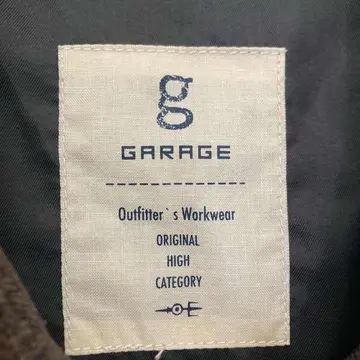 g
GARAGE
Outfitter`s Workwear
ORIGINAL
HIGH
CATEGORY